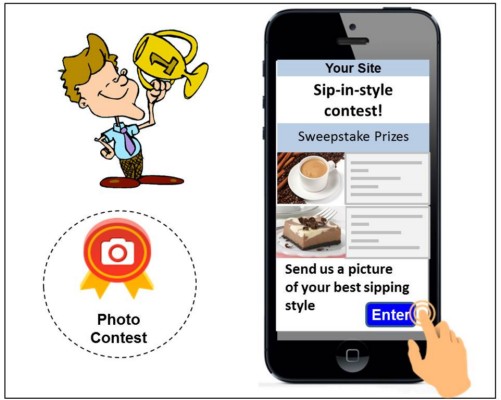 1
Photo
Contest
Your Site
Sip-in-style
contest!
Sweepstake Prizes
Send us a picture
of your best sipping
style
Enter